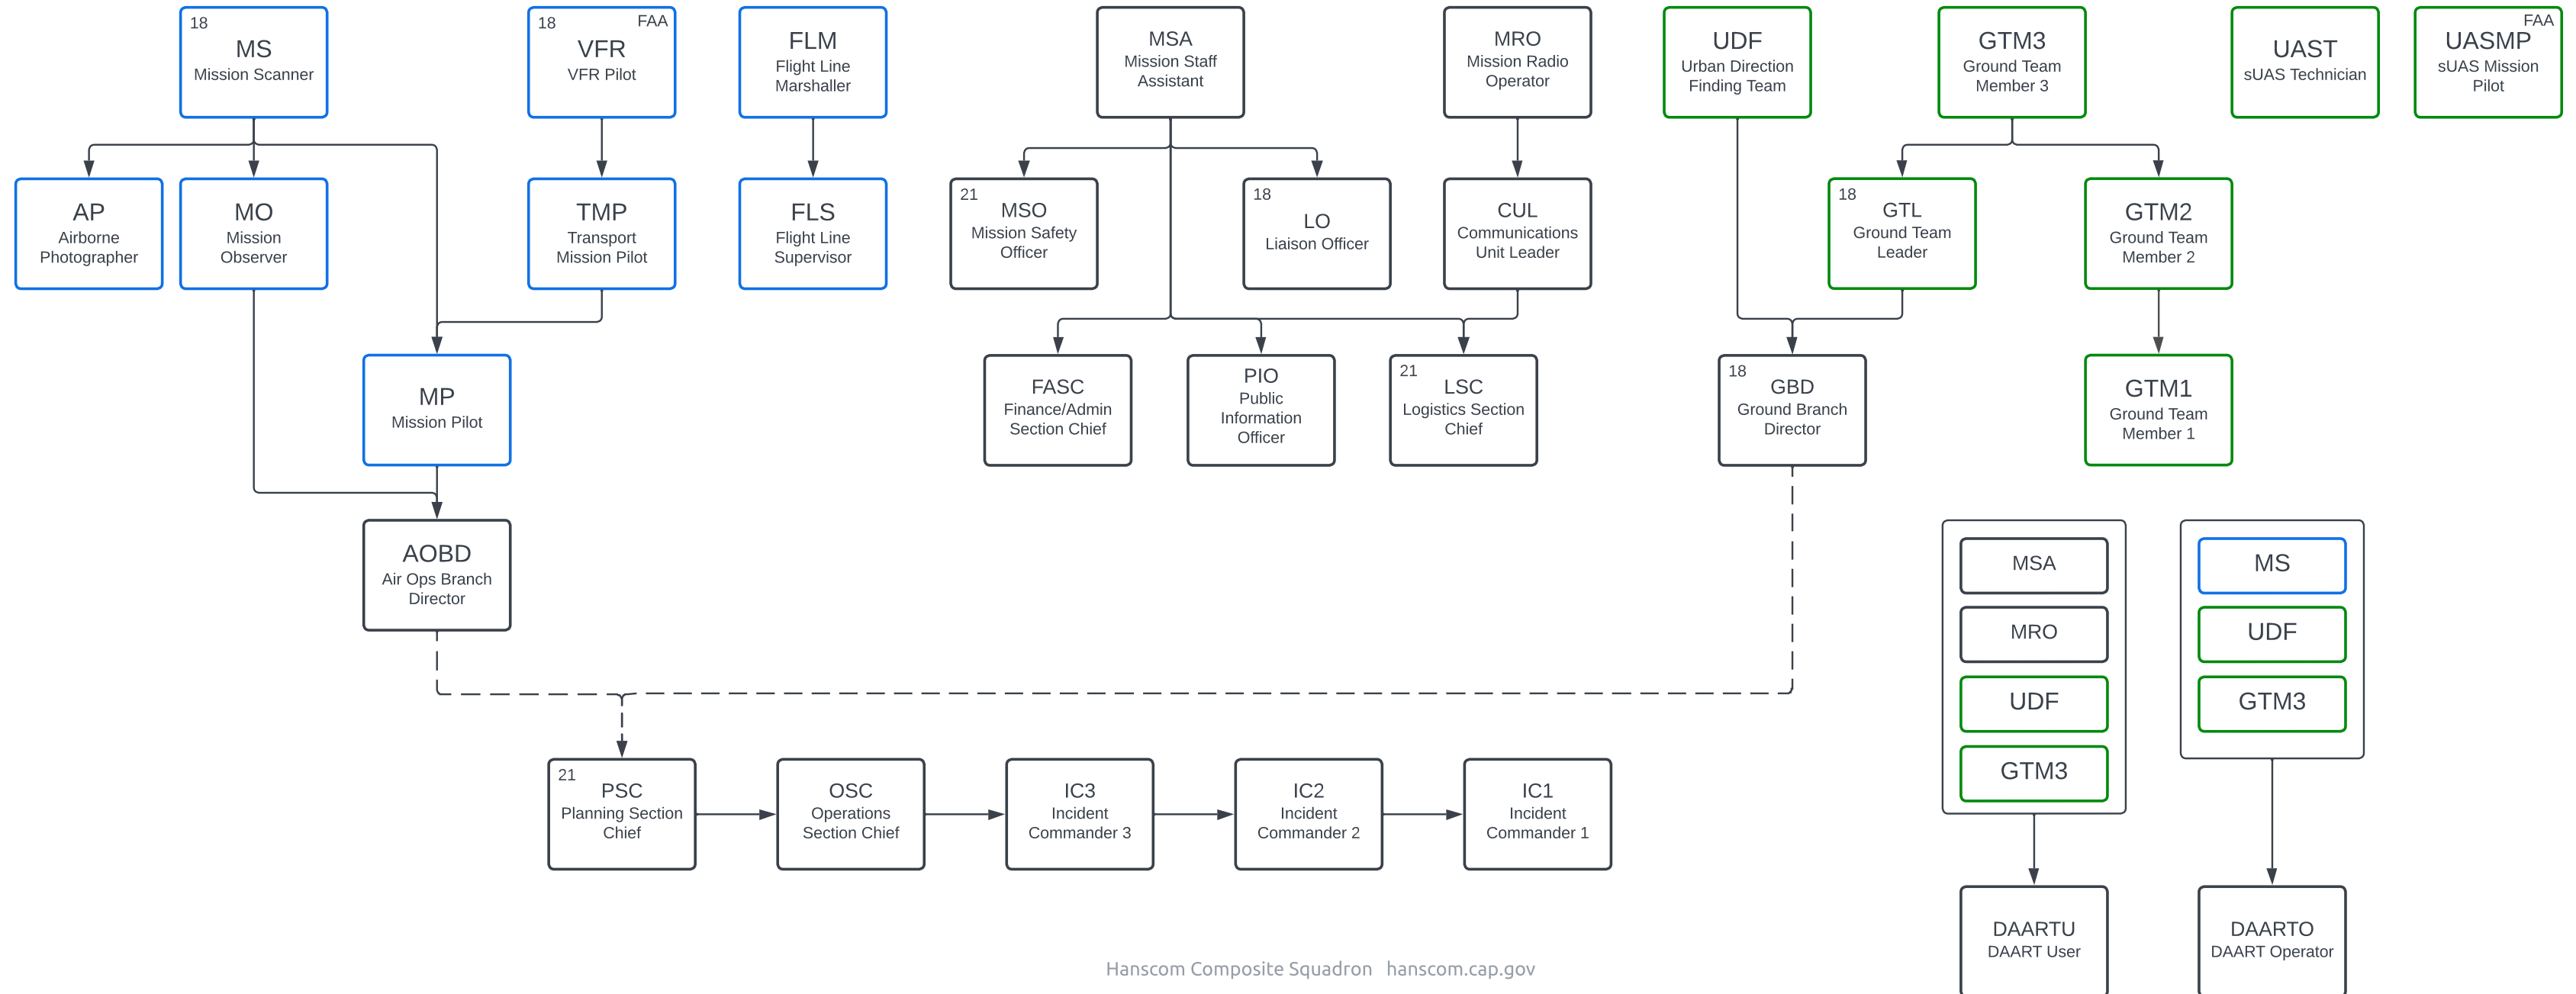 18
MS
Mission Scanner
18
FAA
VFR
VFR Pilot
FLM
Flight Line
Marshaller
MSA
Mission Staff
Assistant
MRO
Mission Radio
Operator
UDF
Urban Direction
Finding Team
GTM3
Ground Team
Member 3
UAST
sUAS Technician
FAA
UASMP
sUAS Mission
Pilot
AP
Airborne
Photographer
MO
Mission
Observer
TMP
Transport
Mission Pilot
FLS
Flight Line
Supervisor
21
MSO
Mission Safety
Officer
18
LO
Liaison Officer
CUL
Communications
Unit Leader
18
GTL
Ground Team
Leader
GTM2
Ground Team
Member 2
MP
Mission Pilot
FASC
Finance/Admin
Section Chief
PIO
Public
Information
Officer
21
LSC
Logistics Section
Chief
18
GBD
Ground Branch
Director
GTM1
Ground Team
Member 1
AOBD
Air Ops Branch
Director
MSA
MRO
UDF
GTM3
MS
UDF
GTM3
21
PSC
Planning Section
Chief
OSC
Operations
Section Chief
IC3
Incident
Commander 3
IC2
Incident
Commander 2
IC1
Incident
Commander 1
DAARTU
DAART User
DAARTO
DAART Operator
Hanscom Composite Squadron hanscom.cap.gov